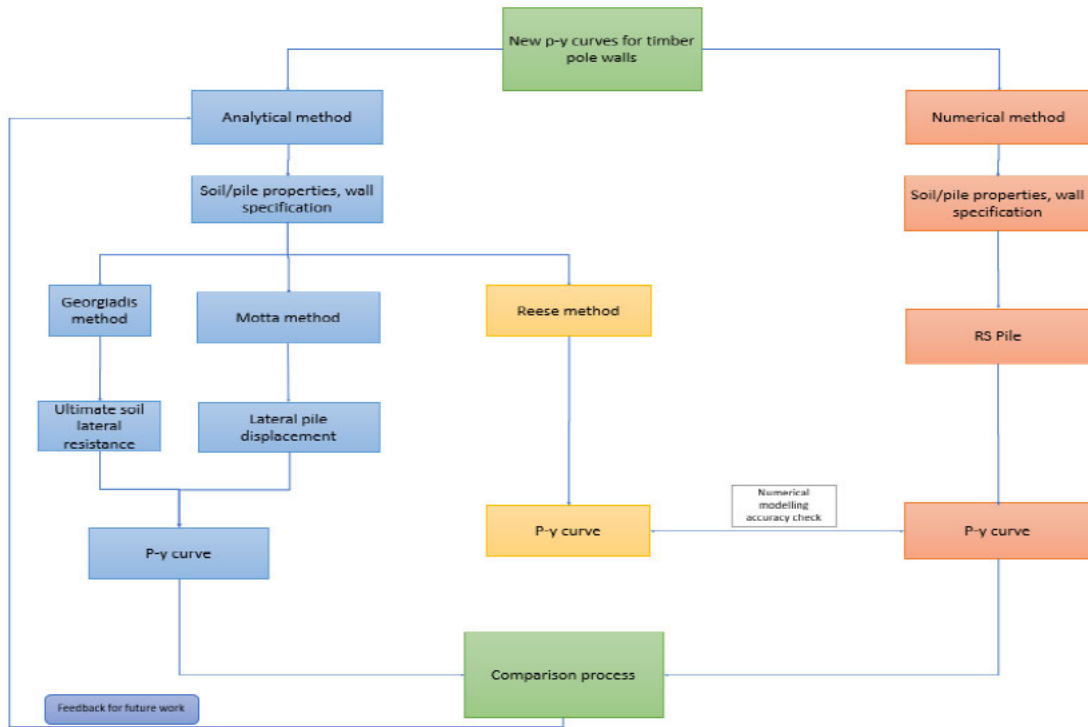 New p-y curves for timber
pole walls
Analytical method
Numerical method
Soil/pile properties, wall
specification
Soil/pile properties, wall
specification
Georgiadis
method
Motta method
Reese method
RS Pile
Ultimate soil
lateral
resistance
Lateral pile
displacement
Numerical
modelling
accuracy check
P-y curve
P-y curve
P-y curve
Comparison process
Feedback for future work